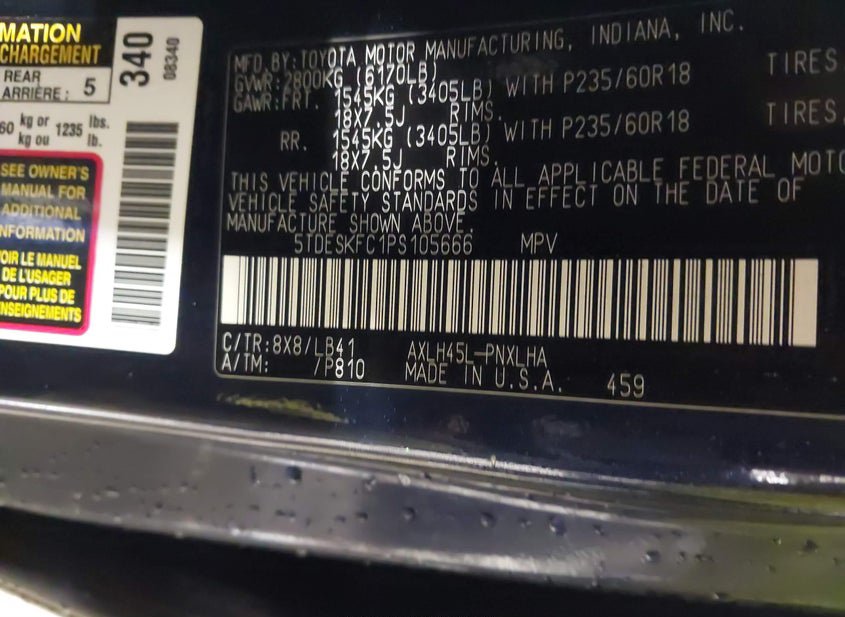 MATION
CHARGEMENT
REAR
ARRIÈRE : 5
60 kg or 1235 lbs.
kg ou lb.
SEE OWNER'S
MANUAL FOR
ADDITIONAL
INFORMATION
VOIR LE MANUEL
DE L'USAGER
POUR PLUS DE
RENSEIGNEMENTS
340
08340
MFD.BY:TOYOTA MOTOR MANUFACTURING, INDIANA, INC.
GVWR:2800KG (6170LB)
GAWR:FRT. 1545KG (3405LB) WITH P235/60R18 TIRES
18X7.5J RIMS.
RR. 1545KG (3405LB) WITH P235/60R18 TIRES,
18X7.5J RIMS.
THIS VEHICLE CONFORMS TO ALL APPLICABLE FEDERAL MOTO
VEHICLE SAFETY STANDARDS IN EFFECT ON THE DATE OF
MANUFACTURE SHOWN ABOVE.
5TDESKFC1PS105666 MPV
C/TR:8X8/LB41 AXLH45L-PNXLHA
A/TM: /P810 MADE IN U.S.A. 459